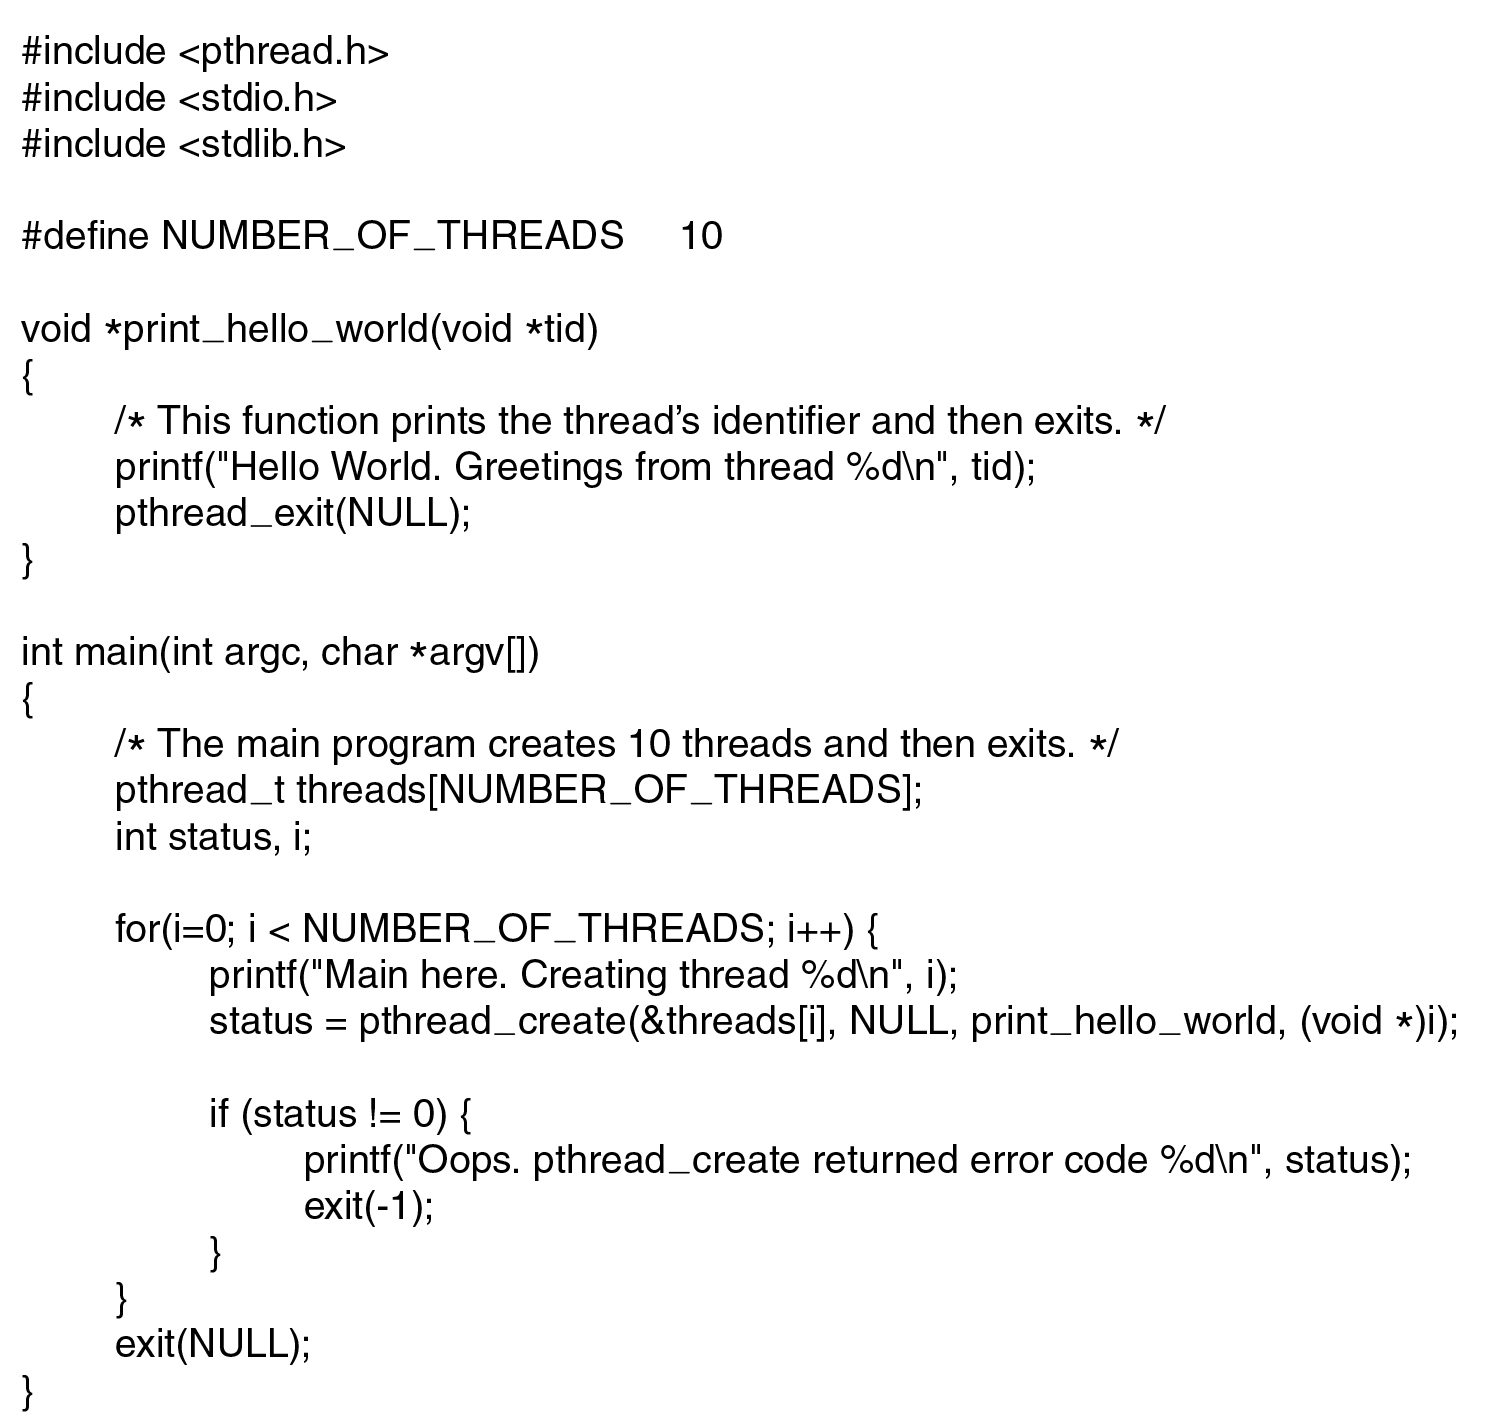 #include <pthread.h>
#include <stdio.h>
#include <stdlib.h>
#define NUMBER_OF_THREADS 10
void *print_hello_world(void *tid)
{
/* This function prints the thread’s identifier and then exits. */
printf("Hello World. Greetings from thread %d\n", tid);
pthread_exit(NULL);
}
int main(int argc, char *argv[])
{
/* The main program creates 10 threads and then exits. */
pthread_t threads[NUMBER_OF_THREADS];
int status, i;
for(i=0; i < NUMBER_OF_THREADS; i++) {
printf("Main here. Creating thread %d\n", i);
status = pthread_create(&threads[i], NULL, print_hello_world, (void *)i);
if (status != 0) {
printf("Oops. pthread_create returned error code %d\n", status);
exit(-1);
}
}
exit(NULL);
}